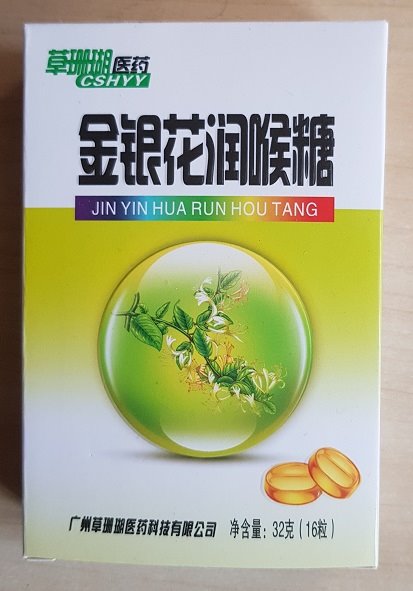 草珊瑚医药
CSHYY
金银花润喉糖
JIN YIN HUA RUN HOU TANG
广州草珊瑚医药科技有限公司 净含量:32克(16粒)